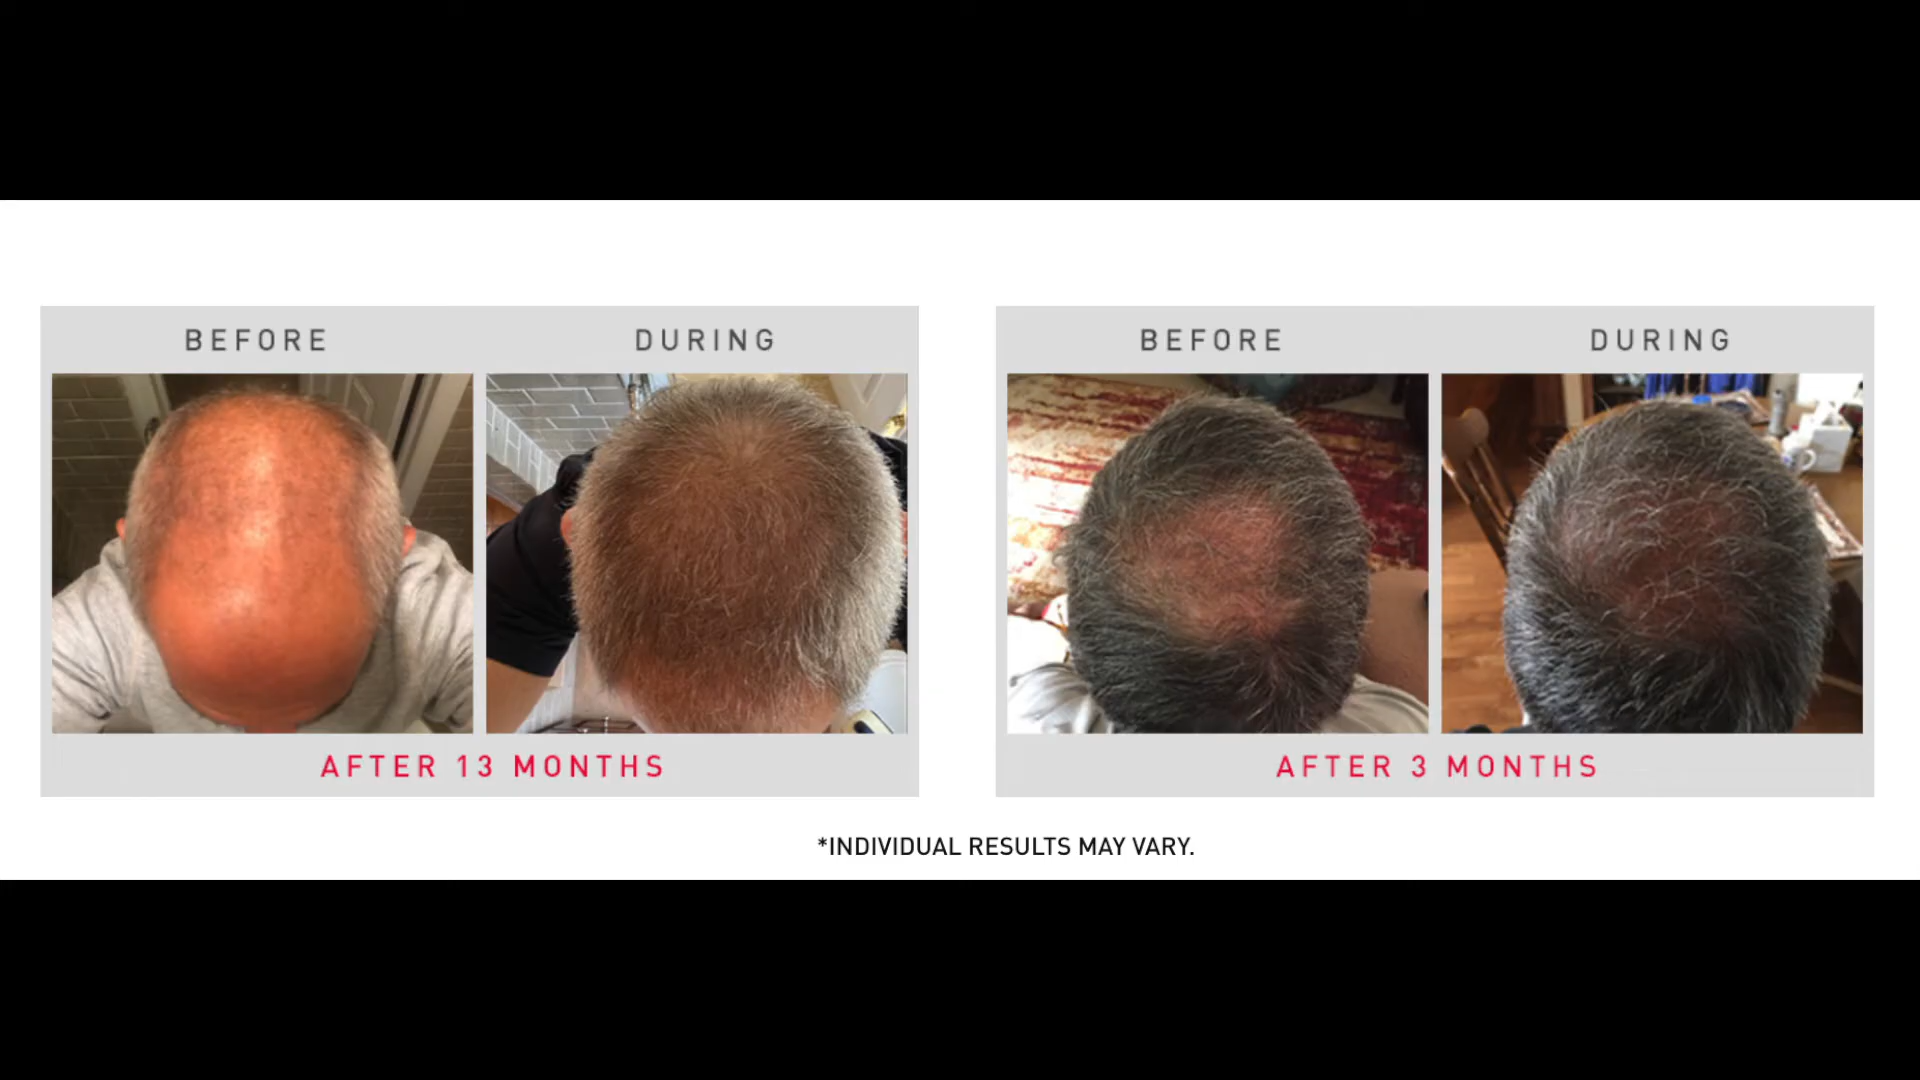 BEFORE
DURING
AFTER 13 MONTHS
BEFORE
DURING
AFTER 3 MONTHS
*INDIVIDUAL RESULTS MAY VARY.